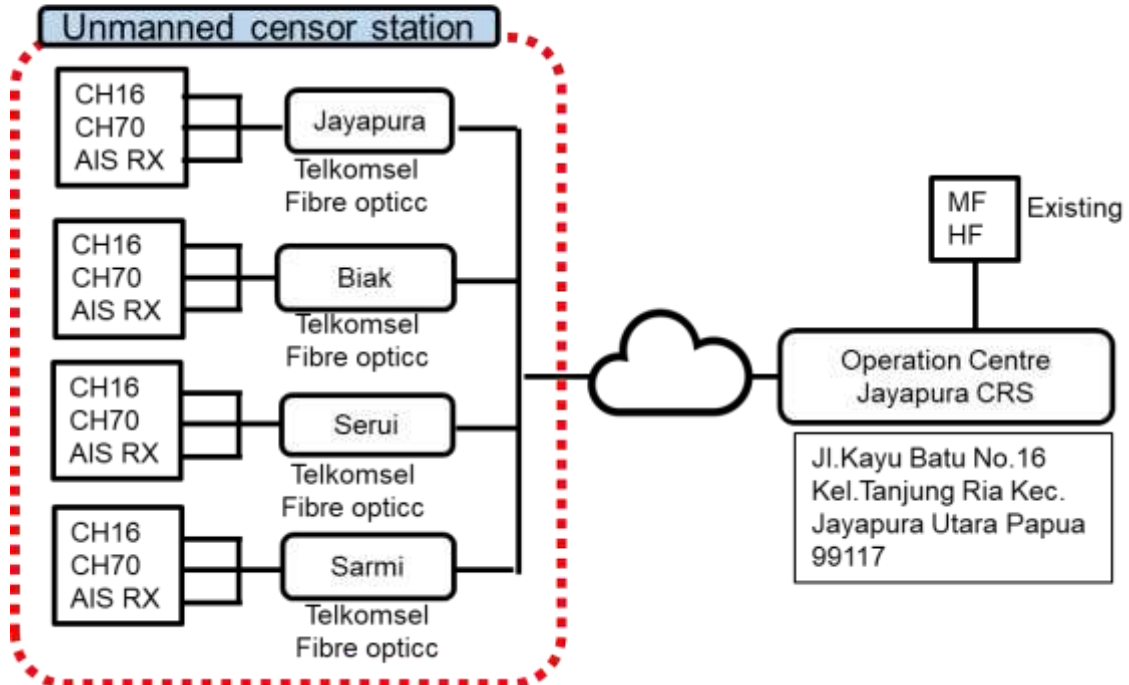 Unmanned censor station
CH16
CH70
AIS RX
Jayapura
Telkomsel
Fibre opticc
CH16
CH70
AIS RX
Biak
Telkomsel
Fibre opticc
CH16
CH70
AIS RX
Serui
Telkomsel
Fibre opticc
CH16
CH70
AIS RX
Sarmi
Telkomsel
Fibre opticc
MF
HF
Existing
Operation Centre
Jayapura CRS
Jl.Kayu Batu No.16
Kel.Tanjung Ria Kec.
Jayapura Utara Papua
99117